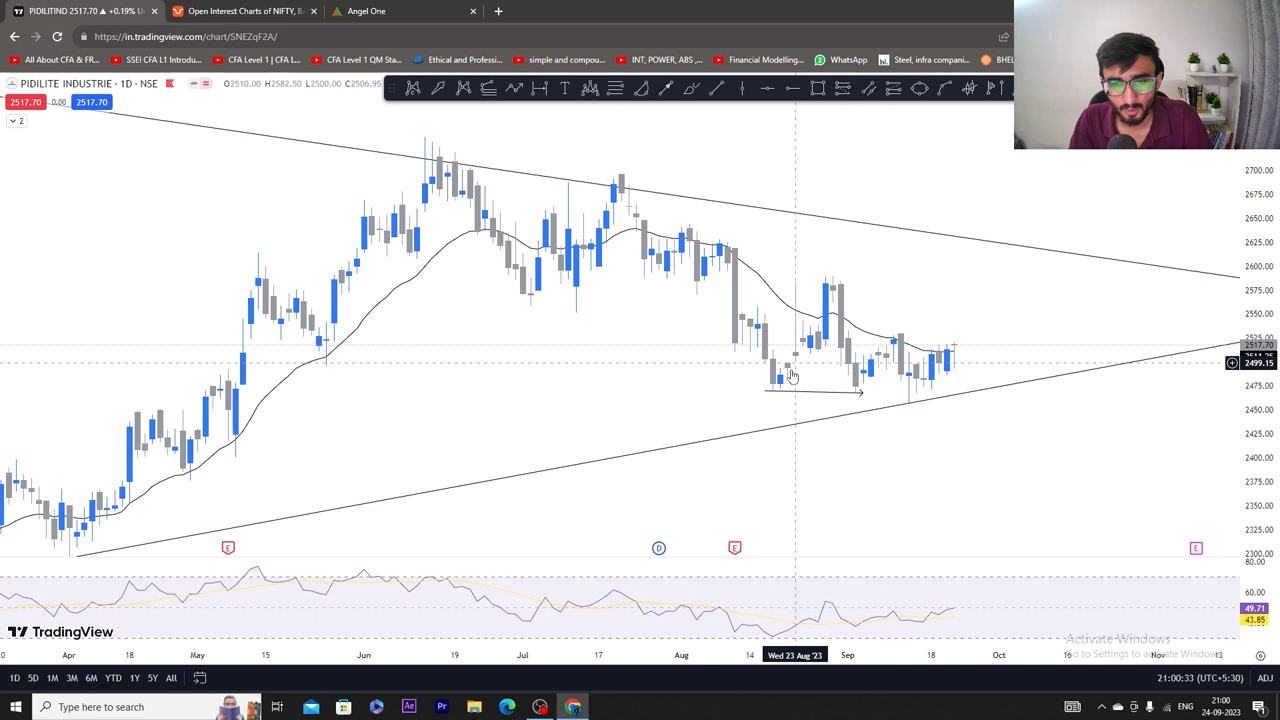 PIDILITIND 2517.70 ▲ +0.19% U
Open Interest Charts of NIFTY, B
Angel One
https://in.tradingview.com/chart/SNEZqF2A/
All About CFA & FR
SSEI CFA L1 Introdu...
CFA Level 1 | CFA L...
CFA Level 1 QM Sta...
Ethical and Profess...
simple and compou...
INT, POWER, ABS ,...
Financial Modelling...
WhatsApp
Steel, infra compani...
BHEL
PIDILITE INDUSTRIE · 1D · NSE
O2510.00 H2582.50 L2500.00 C2506.95
2517.70
0.00
2517.70
2
2700.00
2675.00
2650.00
2625.00
2600.00
2575.00
2550.00
2525.00
2517.70
2499.15
2475.00
2450.00
2425.00
2400.00
2375.00
2350.00
2325.00
2300.00
E
D
E
E
80.00
60.00
49.71
43.85
TradingView
Activate Windows
Go to Settings to activate Windows.
Apr
18
May
15
Jun
19
Jul
17
Aug
14
Wed 23 Aug '23
Sep
18
Oct
16
Nov
13
1D 5D 1M 3M 6M YTD 1Y 5Y All
21:00:33 (UTC+5:30)
ADJ
Type here to search
ENG
21:00
24-09-2023